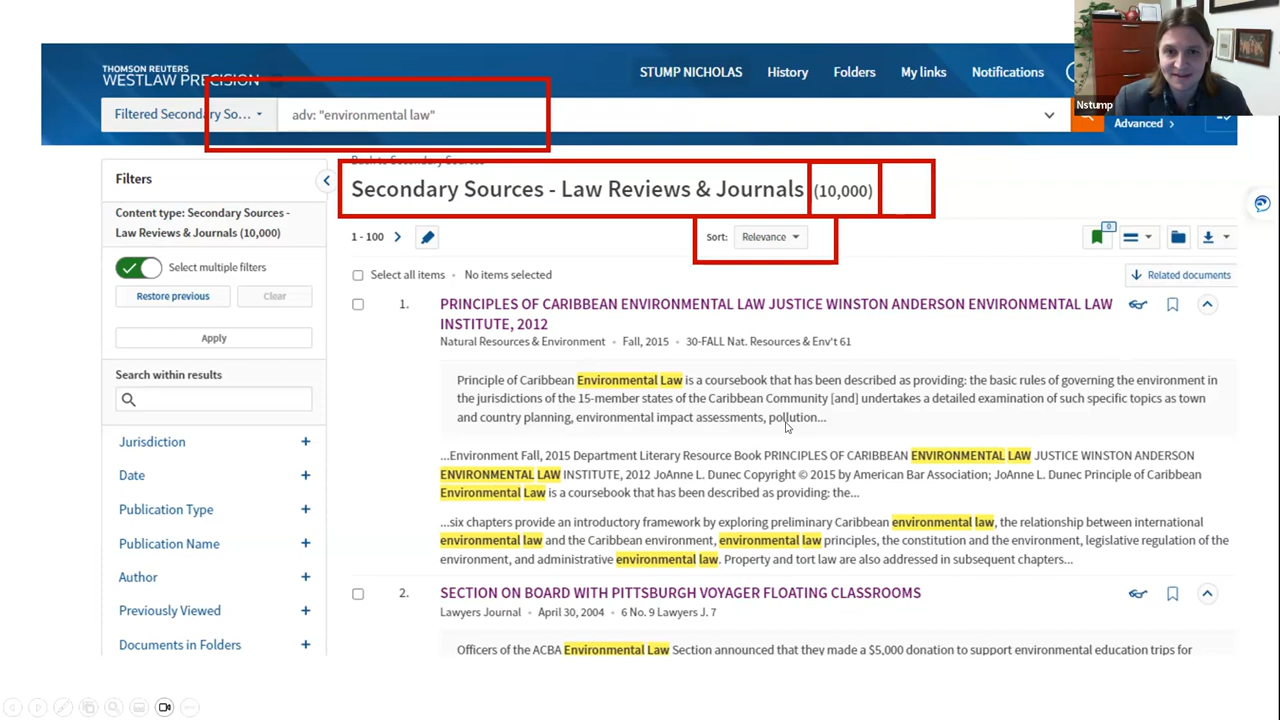 THOMSON REUTERS
WESTLAW PRECISION
STUMP NICHOLAS History Folders My links Notifications
Nstump
Filtered Secondary So... adv: "environmental law"
Advanced
Back to Secondary Sources
Filters
Secondary Sources - Law Reviews & Journals (10,000)
Content type: Secondary Sources -
Law Reviews & Journals (10,000)
1 - 100 Sort: Relevance
0
Select multiple filters
Select all items • No items selected
Related documents
Restore previous Clear
Apply
1. PRINCIPLES OF CARIBBEAN ENVIRONMENTAL LAW JUSTICE WINSTON ANDERSON ENVIRONMENTAL LAW
INSTITUTE, 2012
Natural Resources & Environment • Fall, 2015 • 30-FALL Nat. Resources & Env't 61
Search within results
Principle of Caribbean Environmental Law is a coursebook that has been described as providing: the basic rules of governing the environment in
the jurisdictions of the 15-member states of the Caribbean Community [and] undertakes a detailed examination of such specific topics as town
and country planning, environmental impact assessments, pollution...
Jurisdiction
Date
Publication Type
Publication Name
Author
Previously Viewed
Documents in Folders
...Environment Fall, 2015 Department Literary Resource Book PRINCIPLES OF CARIBBEAN ENVIRONMENTAL LAW JUSTICE WINSTON ANDERSON
ENVIRONMENTAL LAW INSTITUTE, 2012 JoAnne L. Dunec Copyright © 2015 by American Bar Association; JoAnne L. Dunec Principle of Caribbean
Environmental Law is a coursebook that has been described as providing: the...
...six chapters provide an introductory framework by exploring preliminary Caribbean environmental law, the relationship between international
environmental law and the Caribbean environment, environmental law principles, the constitution and the environment, legislative regulation of the
environment, and administrative environmental law. Property and tort law are also addressed in subsequent chapters...
2. SECTION ON BOARD WITH PITTSBURGH VOYAGER FLOATING CLASSROOMS
Lawyers Journal • April 30, 2004 • 6 No. 9 Lawyers J. 7
Officers of the ACBA Environmental Law Section announced that they made a $5,000 donation to support environmental education trips for